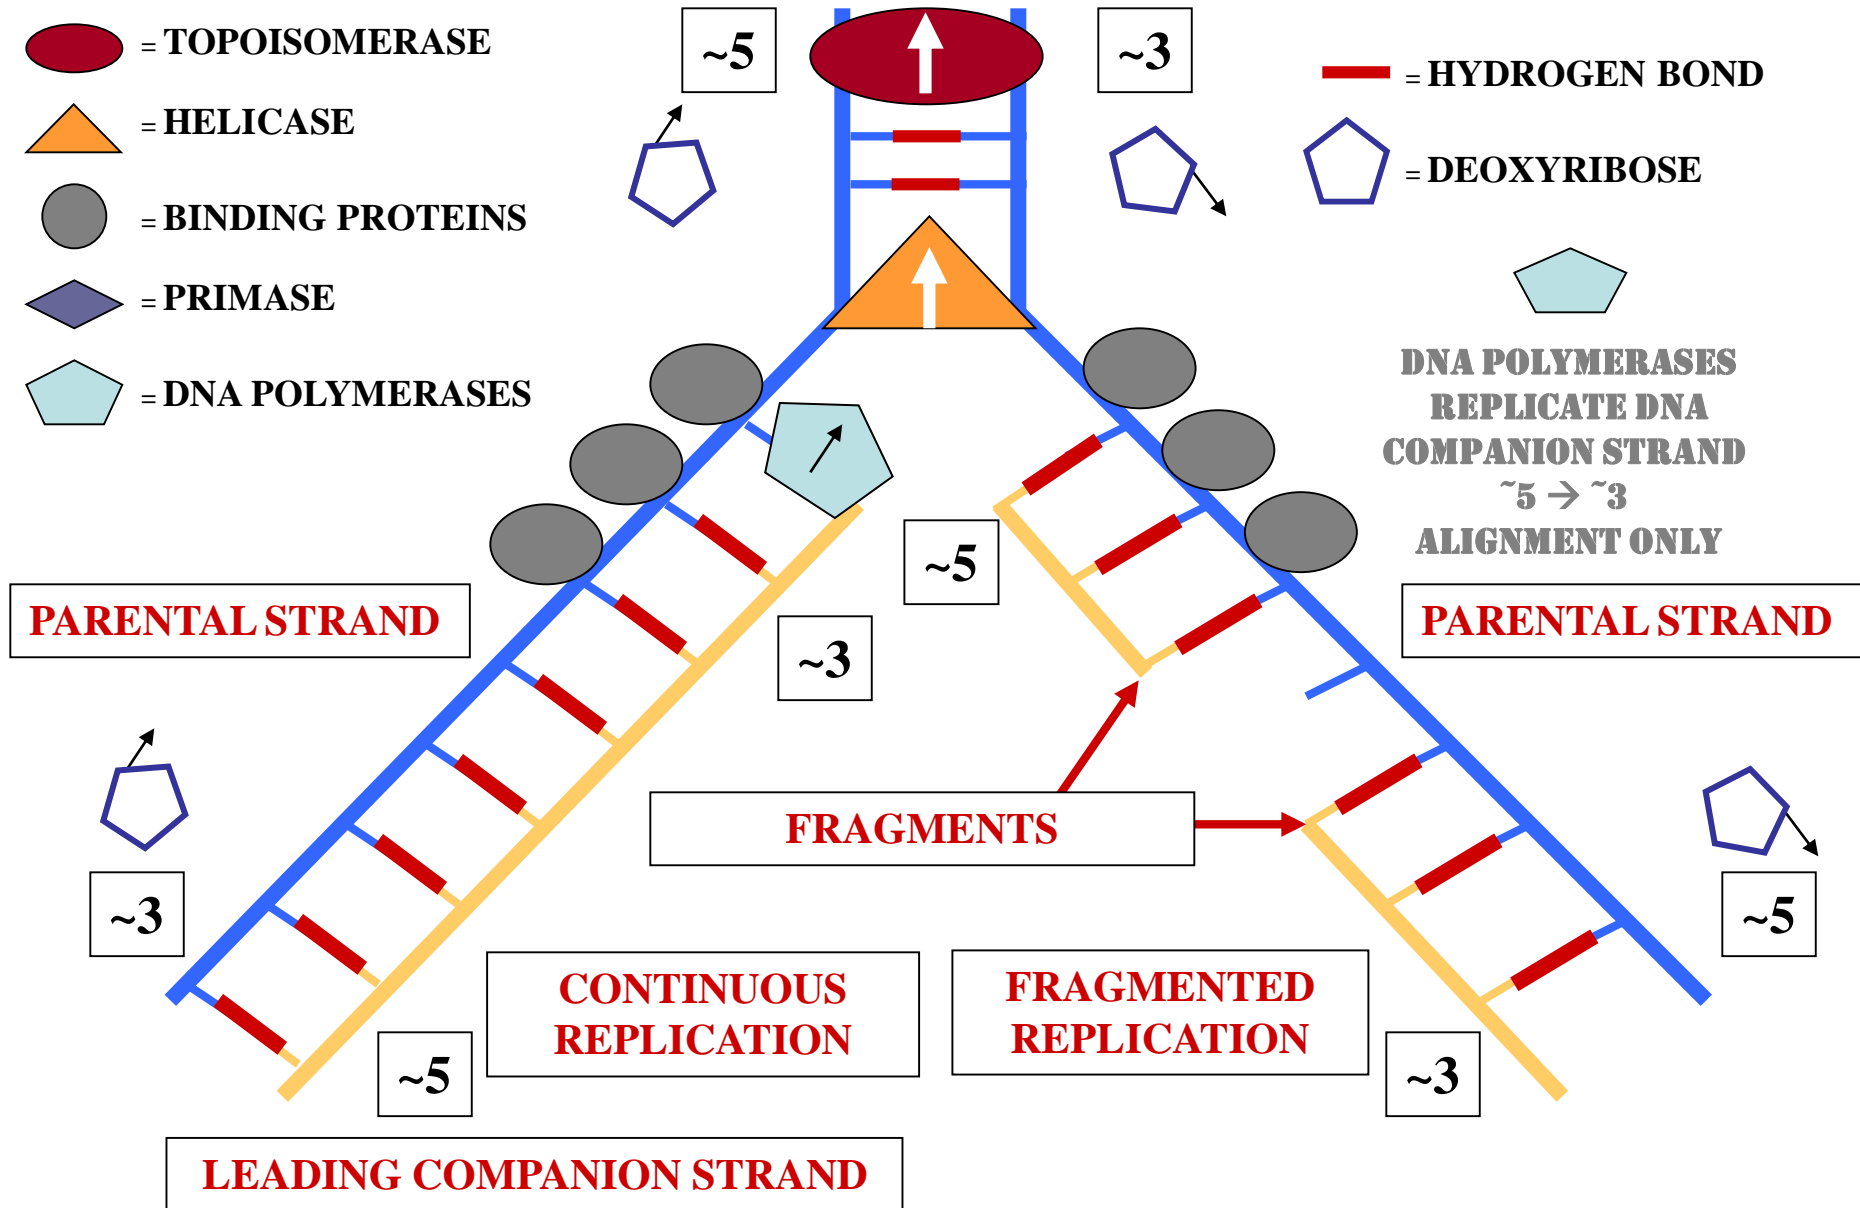 = TOPOISOMERASE
= HELICASE
= BINDING PROTEINS
= PRIMASE
= DNA POLYMERASES
~5
~3
= HYDROGEN BOND
= DEOXYRIBOSE
DNA POLYMERASES
REPLICATE DNA
COMPANION STRAND
~5 → ~3
ALIGNMENT ONLY
PARENTAL STRAND
~5
~3
PARENTAL STRAND
FRAGMENTS
~3
~5
CONTINUOUS
REPLICATION
FRAGMENTED
REPLICATION
~5
~3
LEADING COMPANION STRAND